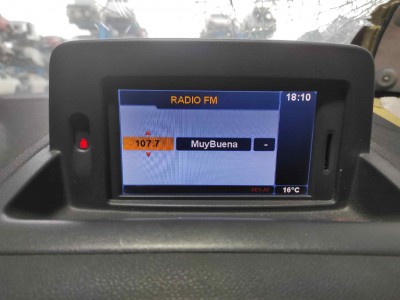 RADIO FM
18:10
107.7
MuyBuena
-
16°C